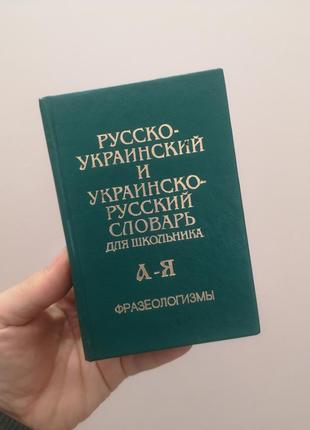 РУССКО-
УКРАИНСКИЙ
И
УКРАИНСКО-
РУССКИЙ
СЛОВАРЬ
ДЛЯ ШКОЛЬНИКА
А-Я
ФРАЗЕОЛОГИЗМЫ